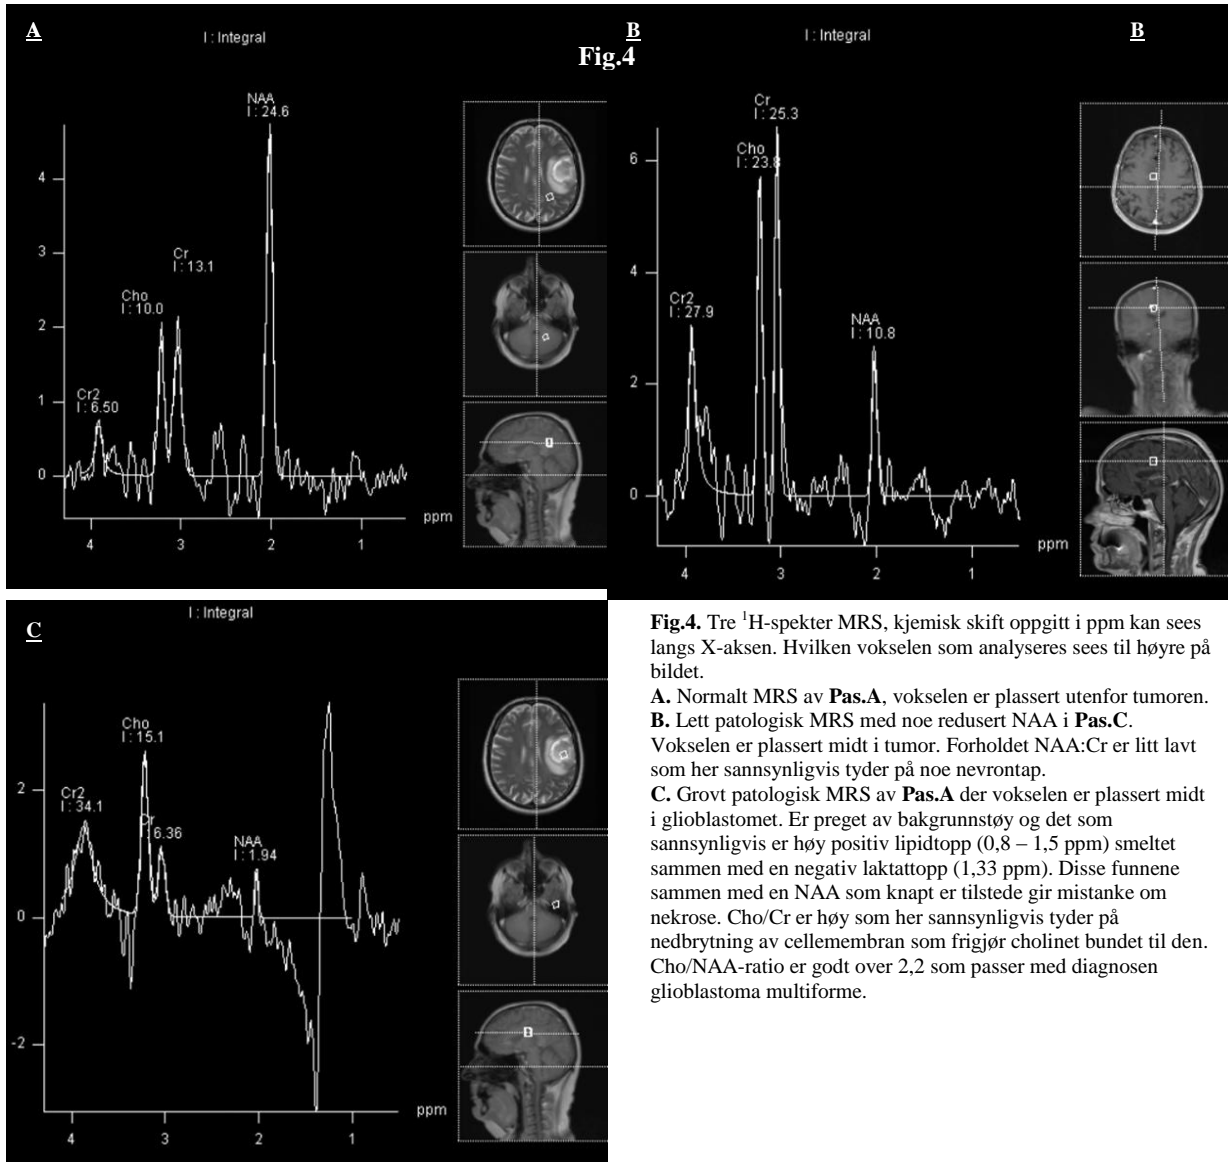 A
I : Integral
Fig.4
B
I : Integral
B
NAA
I : 24.6
Cr
I : 13.1
Cho
I : 10.0
Cr2
I : 6.50
4
3
2
1
0
ppm
4
3
2
1
Cr
I : 25.3
Cho
I : 23.8
Cr2
I : 27.9
NAA
I : 10.8
6
4
2
0
ppm
4
3
2
1
C
I : Integral
Cho
I : 15.1
Cr2
I : 34.1
Cr
6.36
NAA
I : 1.94
2
0
-2
ppm
4
3
2
1
Fig.4. Tre ¹H-spekter MRS, kjemisk skift oppgitt i ppm kan sees
langs X-aksen. Hvilken vokselen som analyseres sees til høyre på
bildet.
A. Normalt MRS av Pas.A, vokselen er plassert utenfor tumoren.
B. Lett patologisk MRS med noe redusert NAA i Pas.C.
Vokselen er plassert midt i tumor. Forholdet NAA:Cr er litt lavt
som her sannsynligvis tyder på noe nevrontap.
C. Grovt patologisk MRS av Pas.A der vokselen er plassert midt
i glioblastomet. Er preget av bakgrunnstøy og det som
sannsynligvis er høy positiv lipidtopp (0,8 – 1,5 ppm) smeltet
sammen med en negativ laktattopp (1,33 ppm). Disse funnene
sammen med en NAA som knapt er tilstede gir mistanke om
nekrose. Cho/Cr er høy som her sannsynligvis tyder på
nedbrytning av cellemembran som frigjør cholinet bundet til den.
Cho/NAA-ratio er godt over 2,2 som passer med diagnosen
glioblastoma multiforme.